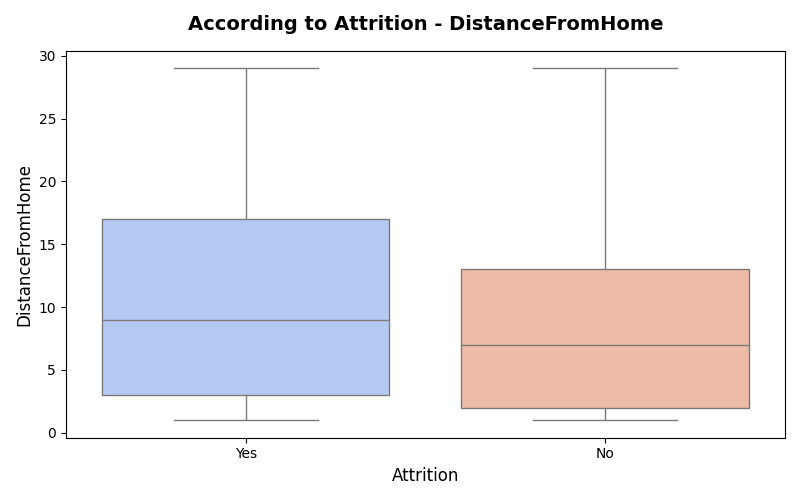 According to Attrition - DistanceFromHome
DistanceFromHome
30
25
20
15
10
5
0
Yes
No
Attrition